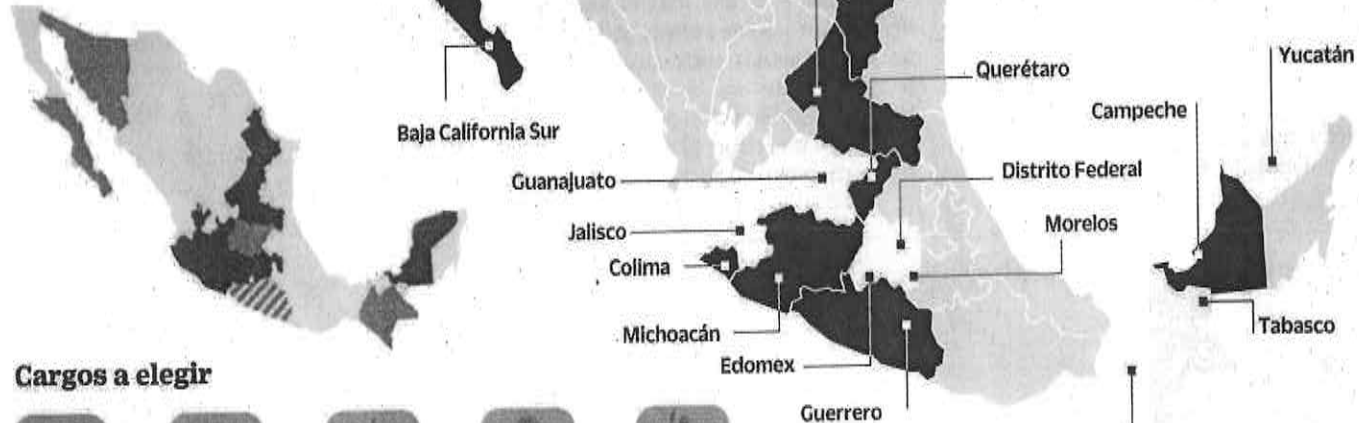 Baja California Sur
Querétaro
Yucatán
Campeche
Guanajuato
Distrito Federal
Jalisco
Morelos
Colima
Michoacán
Tabasco
Edomex
Guerrero
Cargos a elegir